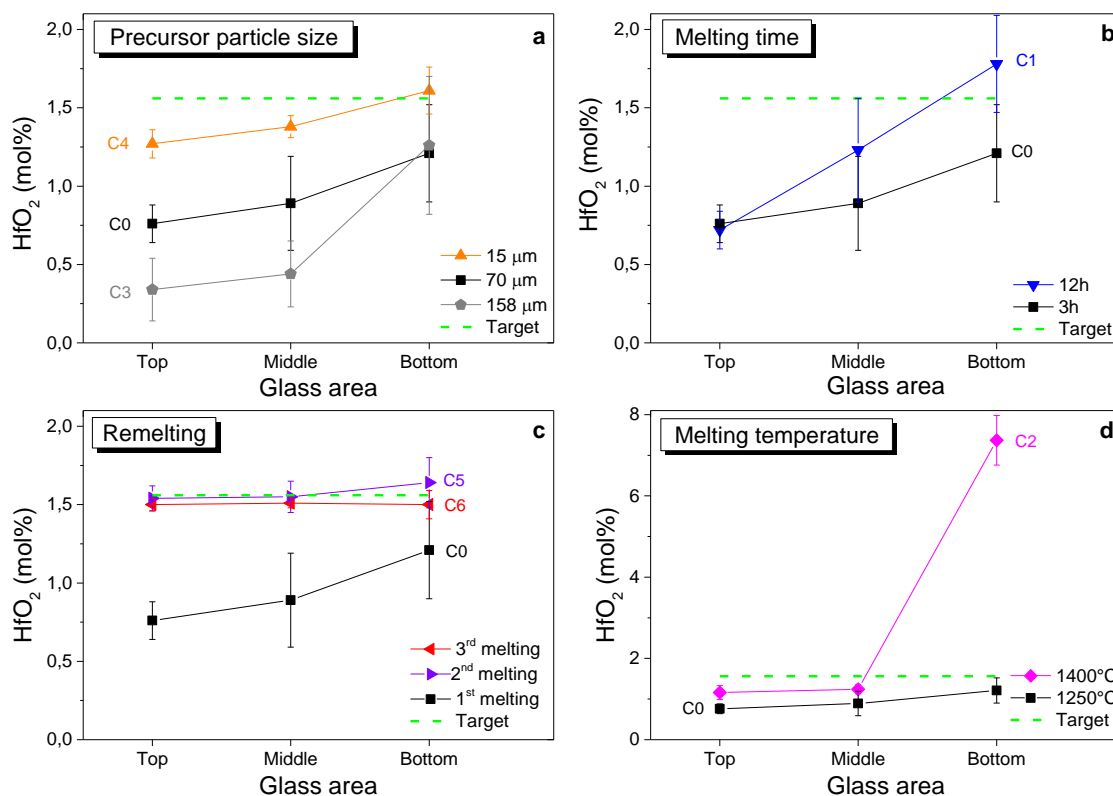 Precursor particle size
a
2,0
1,5
1,0
0,5
0,0
HfO2 (mol%)
C4
C0
C3
15 μm
70 μm
158 μm
Target
Top Middle Bottom
Glass area
Melting time
b
2,0
1,5
1,0
0,5
0,0
HfO2 (mol%)
C1
C0
12h
3h
Target
Top Middle Bottom
Glass area
Remelting
c
2,0
1,5
1,0
0,5
0,0
HfO2 (mol%)
C5
C6
C0
3rd melting
2nd melting
1st melting
Target
Top Middle Bottom
Glass area
Melting temperature
d
8
6
4
2
0
HfO2 (mol%)
C2
C0
1400°C
1250°C
Target
Top Middle Bottom
Glass area